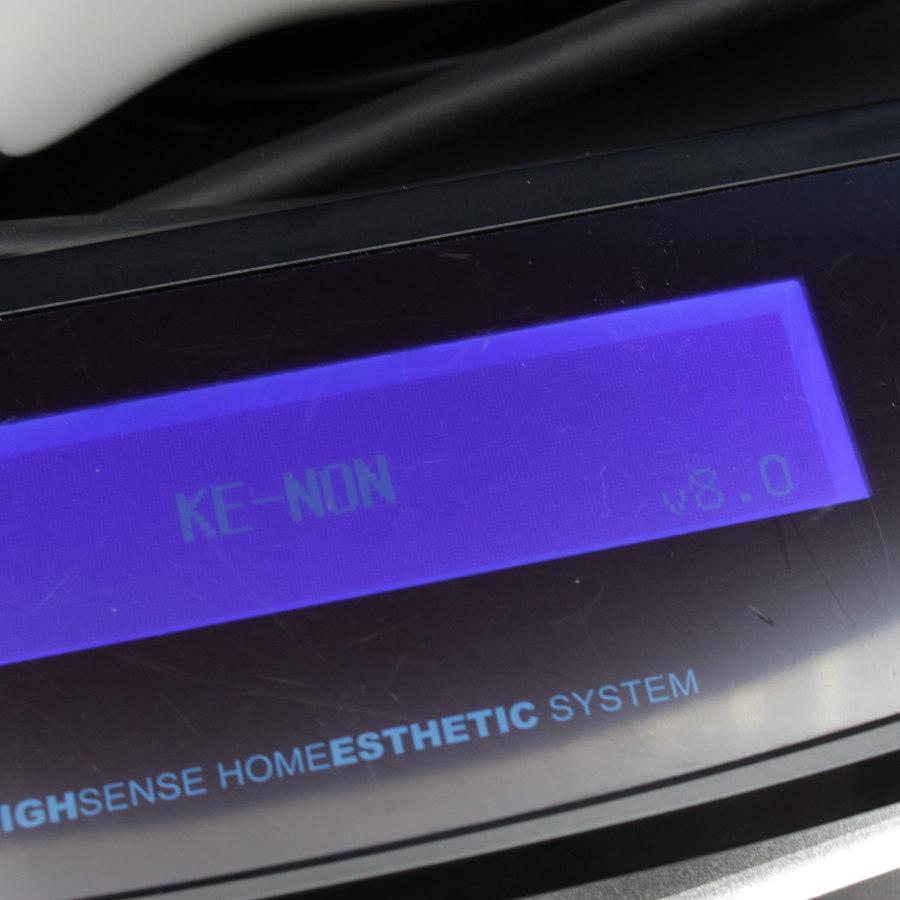 KE-NON
v8.0
IGHSENSE HOMEESTHETIC SYSTEM